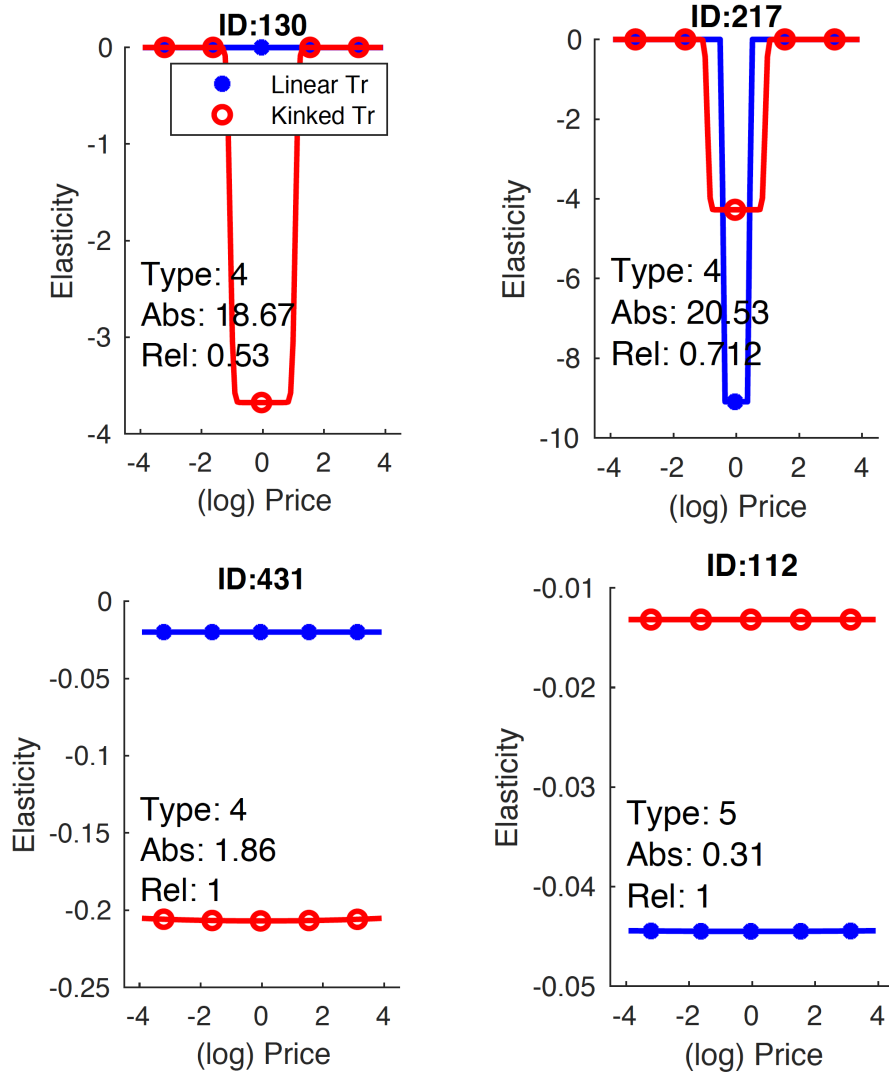 ID:130
0
-1
-2
-3
-4
Elasticity
Linear Tr
Kinked Tr
Type: 4
Abs: 18.67
Rel: 0.53
-4 -2 0 2 4
(log) Price
ID:217
0
-2
-4
-6
-8
-10
Elasticity
Type: 4
Abs: 20.53
Rel: 0.712
-4 -2 0 2 4
(log) Price
ID:431
0
-0.05
-0.1
-0.15
-0.2
-0.25
Elasticity
Type: 4
Abs: 1.86
Rel: 1
-4 -2 0 2 4
(log) Price
ID:112
-0.01
-0.02
-0.03
-0.04
-0.05
Elasticity
Type: 5
Abs: 0.31
Rel: 1
-4 -2 0 2 4
(log) Price